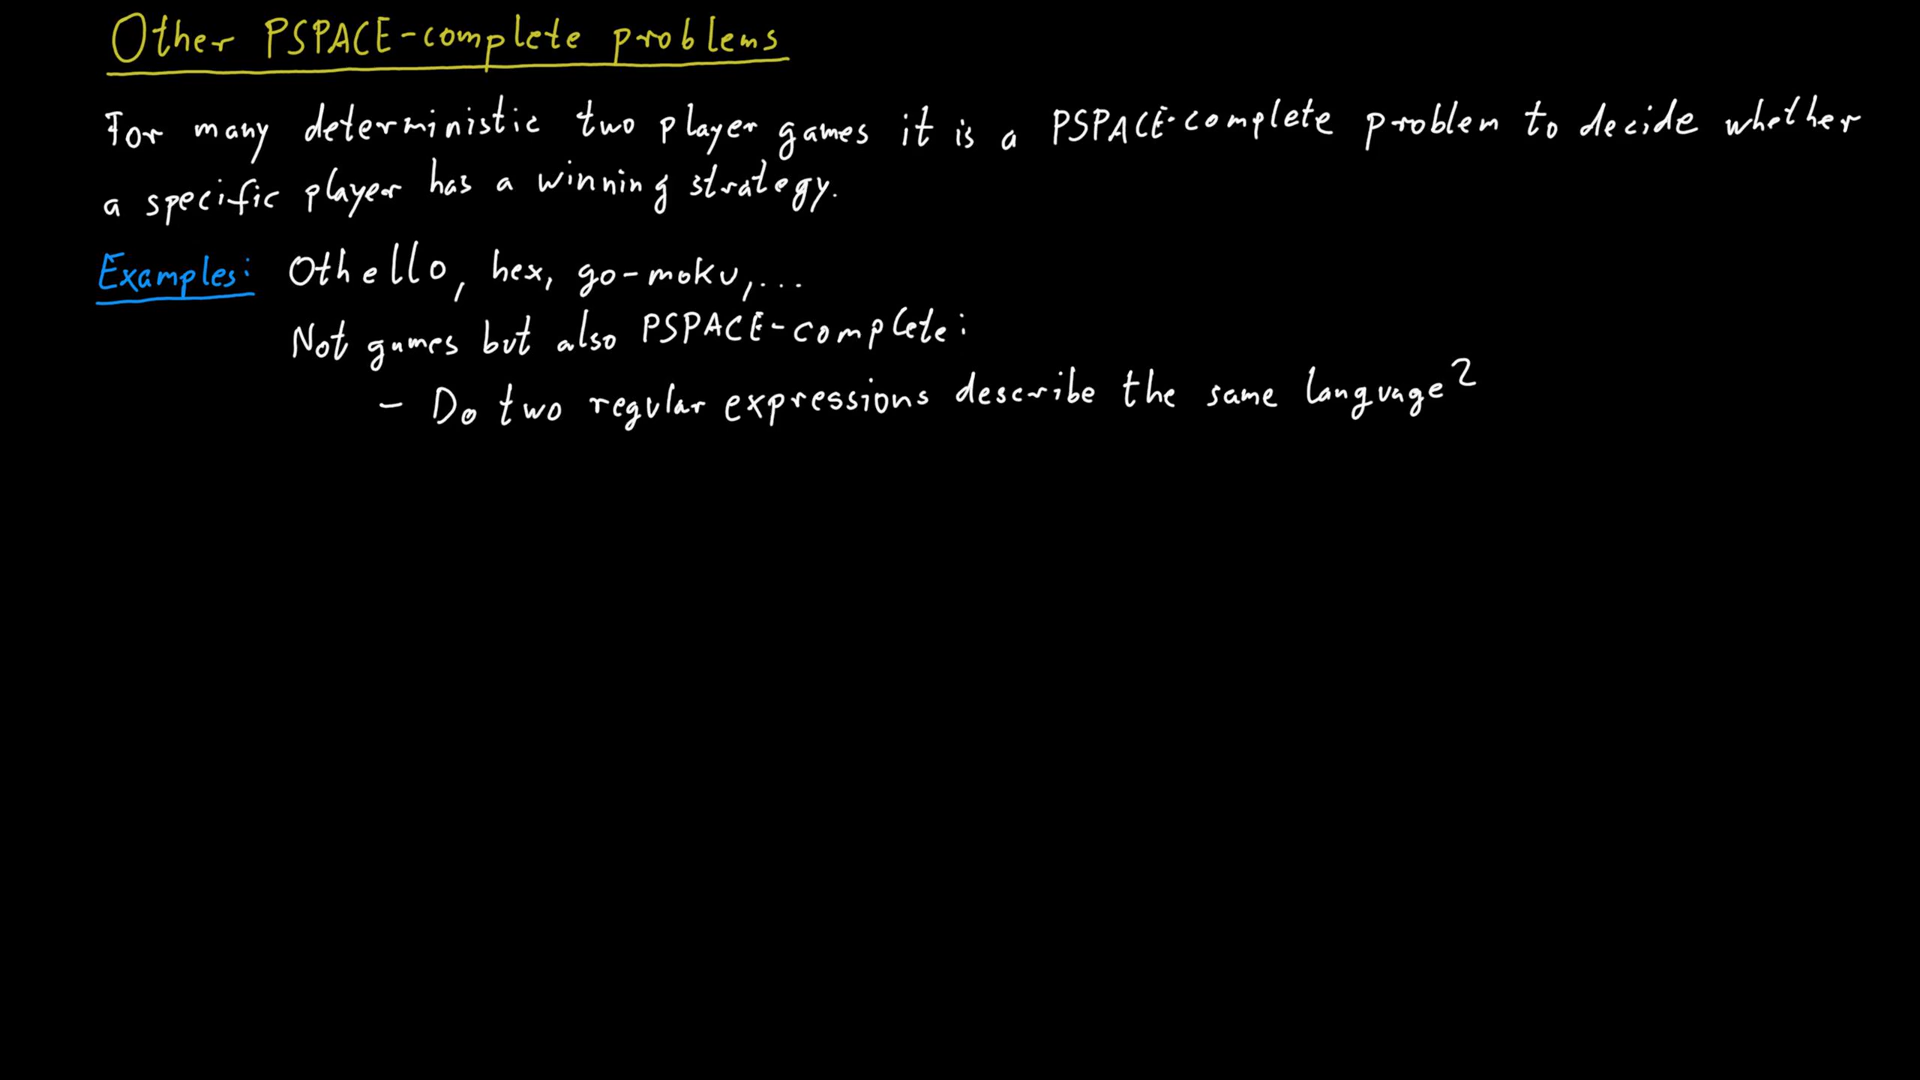 Other PSPACE-complete problems
For many deterministic two player games it is a PSPACE-complete problem to decide whether
a specific player has a winning strategy.
Examples: Othello, hex, go-moku,...
Not games but also PSPACE-complete:
- Do two regular expressions describe the same language?